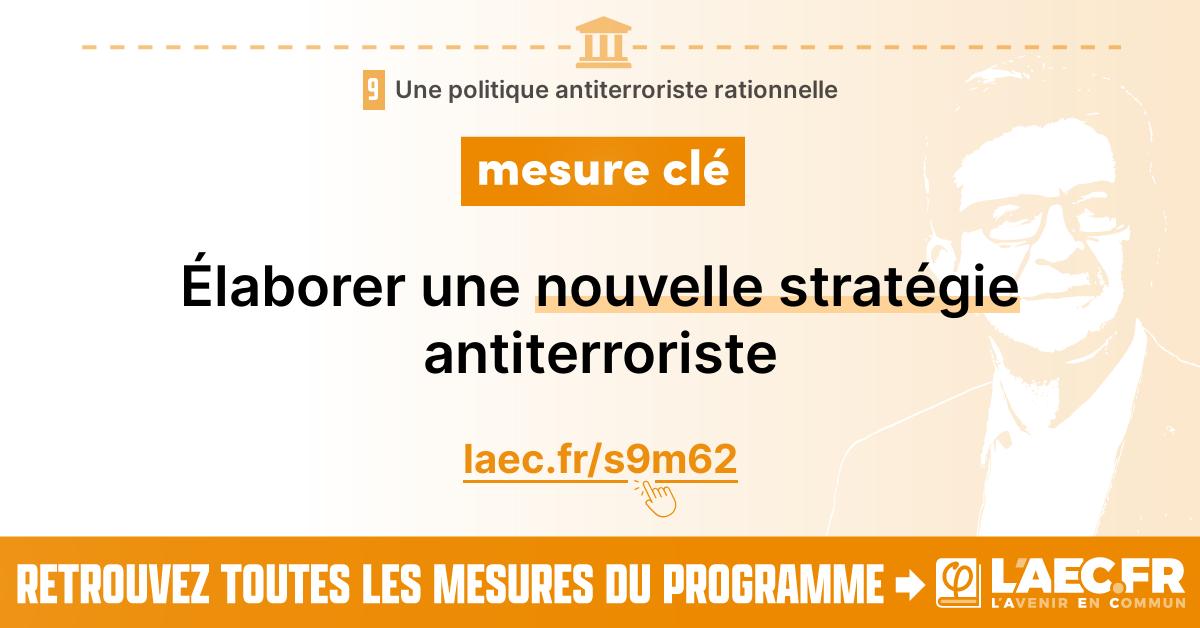 9 Une politique antiterroriste rationnelle
mesure clé
Élaborer une nouvelle stratégie
antiterroriste
laec.fr/s9m62
RETROUVEZ TOUTES LES MESURES DU PROGRAMME
φ L'AEC.FR
L'AVENIR EN COMMUN